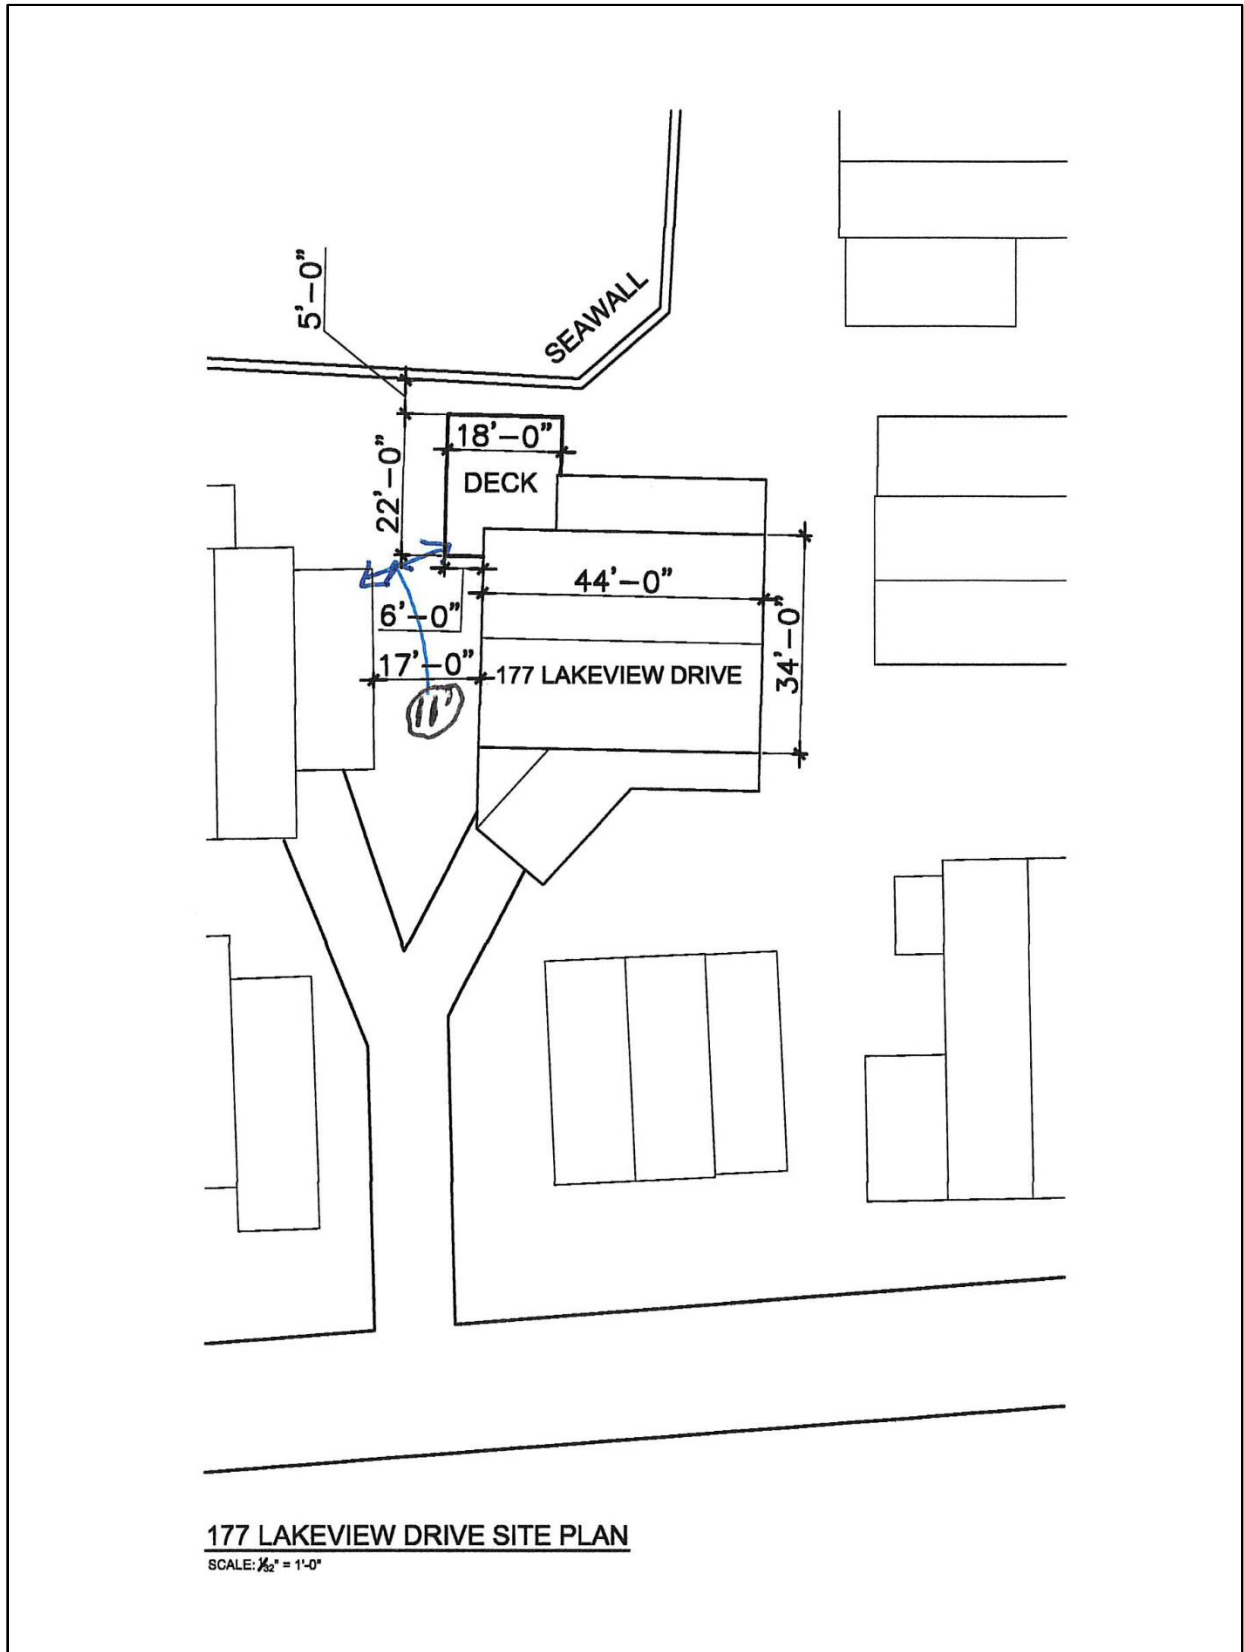 5'-0"
SEAWALL
18'-0"
22'-0"
DECK
44'-0"
6'-0"
34'-0"
17'-0"
177 LAKEVIEW DRIVE
11'
177 LAKEVIEW DRIVE SITE PLAN
SCALE: 1/32" = 1'-0"